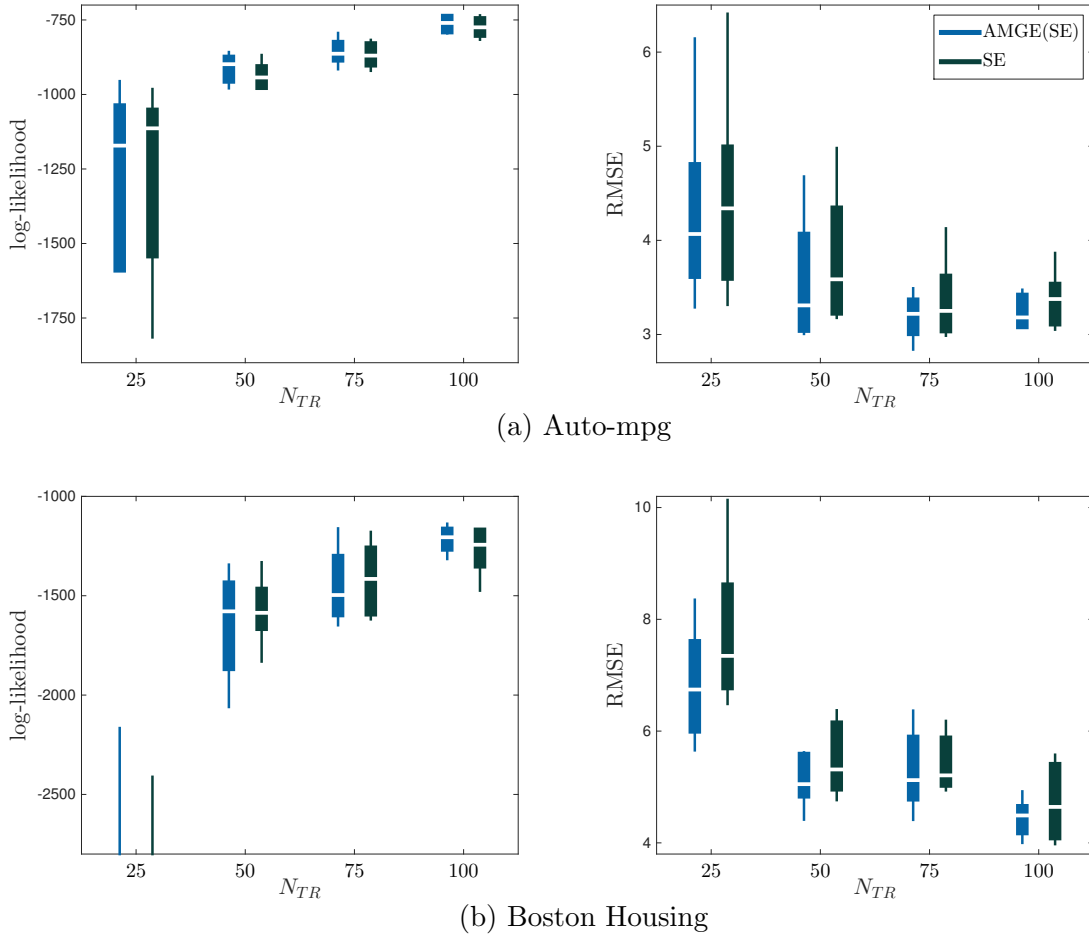 -750
-1000
-1250
-1500
-1750
log-likelihood
25 50 75 100
N_TR
6
5
4
3
RMSE
AMGE(SE)
SE
25 50 75 100
N_TR
(a) Auto-mpg
-1000
-1500
-2000
-2500
log-likelihood
25 50 75 100
N_TR
10
8
6
4
RMSE
25 50 75 100
N_TR
(b) Boston Housing